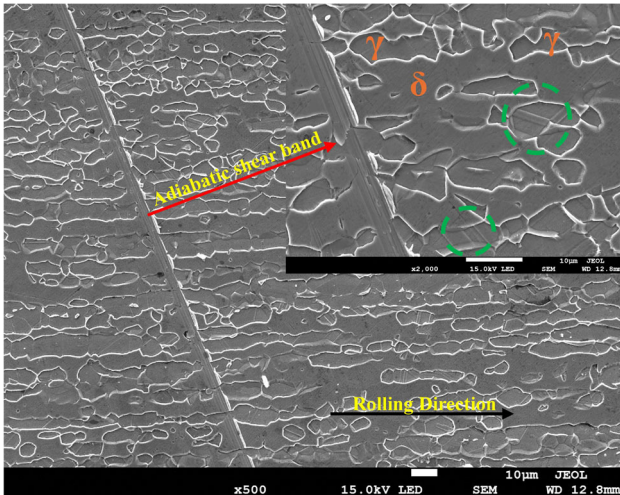 γ γ
δ
Adiabatic shear band
10μm JEOL
x2,000 15.0kV LED SEM WD 12.8mm
Rolling Direction
10μm JEOL
x500 15.0kV LED SEM WD 12.8mm